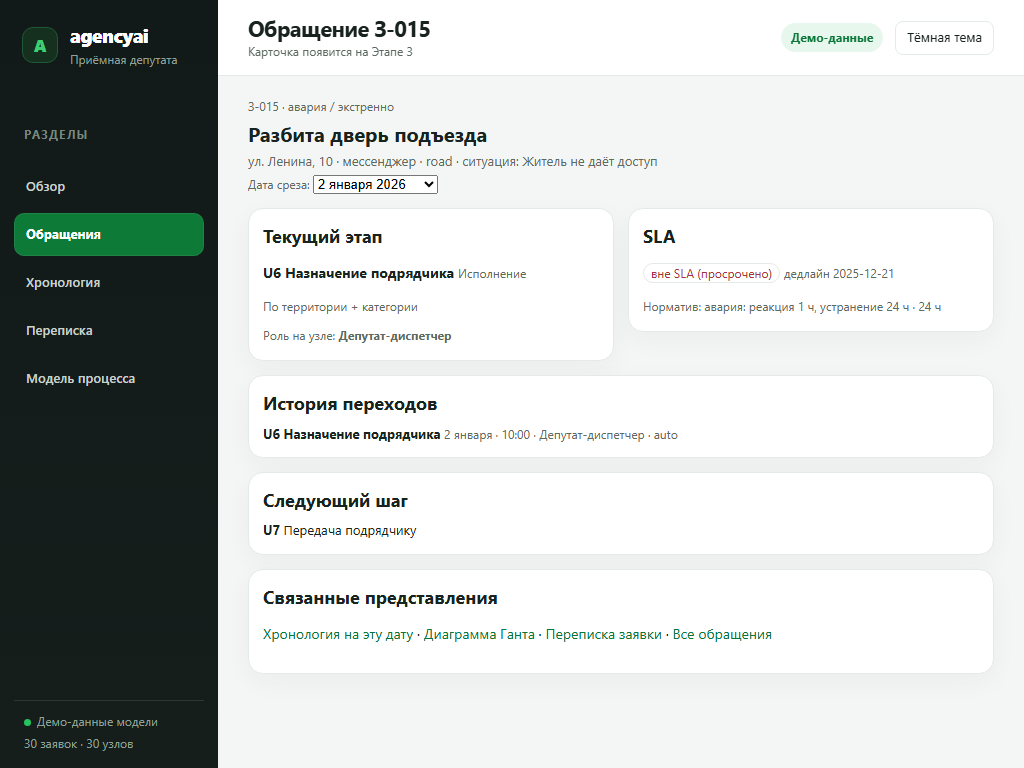 A
agencyai
Приёмная депутата
РАЗДЕЛЫ
Обзор
Обращения
Хронология
Переписка
Модель процесса
Демо-данные модели
30 заявок · 30 узлов
Обращение 3-015
Карточка появится на Этапе 3
Демо-данные
Тёмная тема
3-015 · авария / экстренно
Разбита дверь подъезда
ул. Ленина, 10 · мессенджер · road · ситуация: Житель не даёт доступ
Дата среза: 2 января 2026
Текущий этап
U6 Назначение подрядчика Исполнение
По территории + категории
Роль на узле: Депутат-диспетчер
SLA
вне SLA (просрочено) дедлайн 2025-12-21
Норматив: авария: реакция 1 ч, устранение 24 ч · 24 ч
История переходов
U6 Назначение подрядчика 2 января · 10:00 · Депутат-диспетчер · auto
Следующий шаг
U7 Передача подрядчику
Связанные представления
Хронология на эту дату · Диаграмма Ганта · Переписка заявки · Все обращения